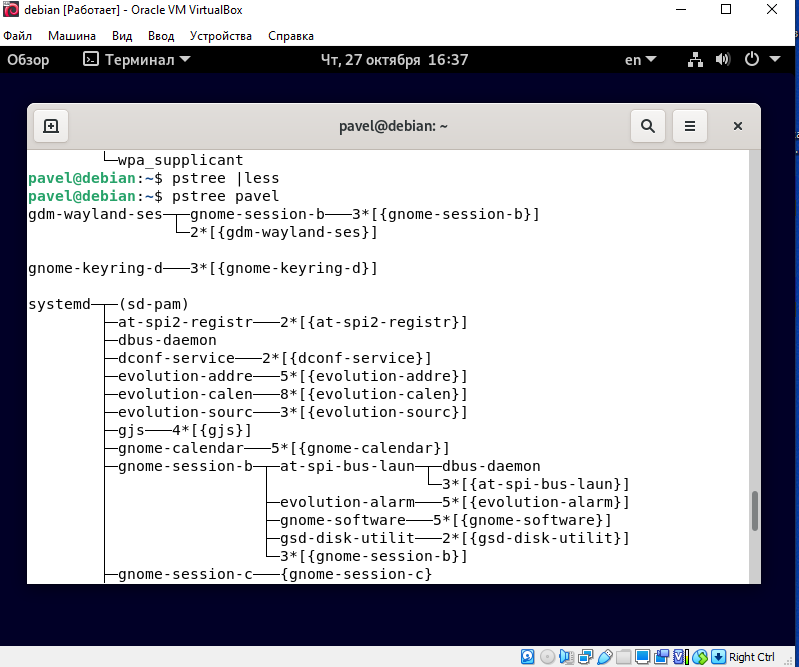 debian [Работает] - Oracle VM VirtualBox
Файл Машина Вид Ввод Устройства Справка
Обзор Терминал Чт, 27 октября 16:37 en
pavel@debian: ~
└─wpa_supplicant
pavel@debian:~$ pstree |less
pavel@debian:~$ pstree pavel
gdm-wayland-ses─┬─gnome-session-b───3*[{gnome-session-b}]
└─2*[{gdm-wayland-ses}]
gnome-keyring-d───3*[{gnome-keyring-d}]
systemd─┬─(sd-pam)
├─at-spi2-registr───2*[{at-spi2-registr}]
├─dbus-daemon
├─dconf-service───2*[{dconf-service}]
├─evolution-addre───5*[{evolution-addre}]
├─evolution-calen───8*[{evolution-calen}]
├─evolution-sourc───3*[{evolution-sourc}]
├─gjs───4*[{gjs}]
├─gnome-calendar───5*[{gnome-calendar}]
├─gnome-session-b─┬─at-spi-bus-laun─┬─dbus-daemon
│ │ └─3*[{at-spi-bus-laun}]
│ ├─evolution-alarm───5*[{evolution-alarm}]
│ ├─gnome-software───5*[{gnome-software}]
│ ├─gsd-disk-utilit───2*[{gsd-disk-utilit}]
│ └─3*[{gnome-session-b}]
├─gnome-session-c───{gnome-session-c}
Right Ctrl